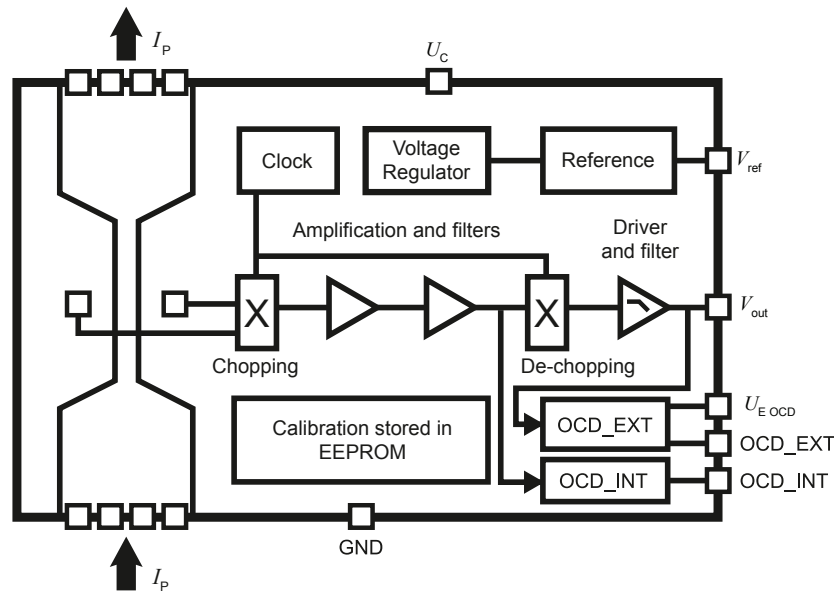 I_P
U_C
Clock
Voltage
Regulator
Reference
V_ref
Amplification and filters
Driver
and filter
X
X
V_out
Chopping
De-chopping
Calibration stored in
EEPROM
OCD_EXT
U_E OCD
OCD_EXT
OCD_INT
OCD_INT
GND
I_P